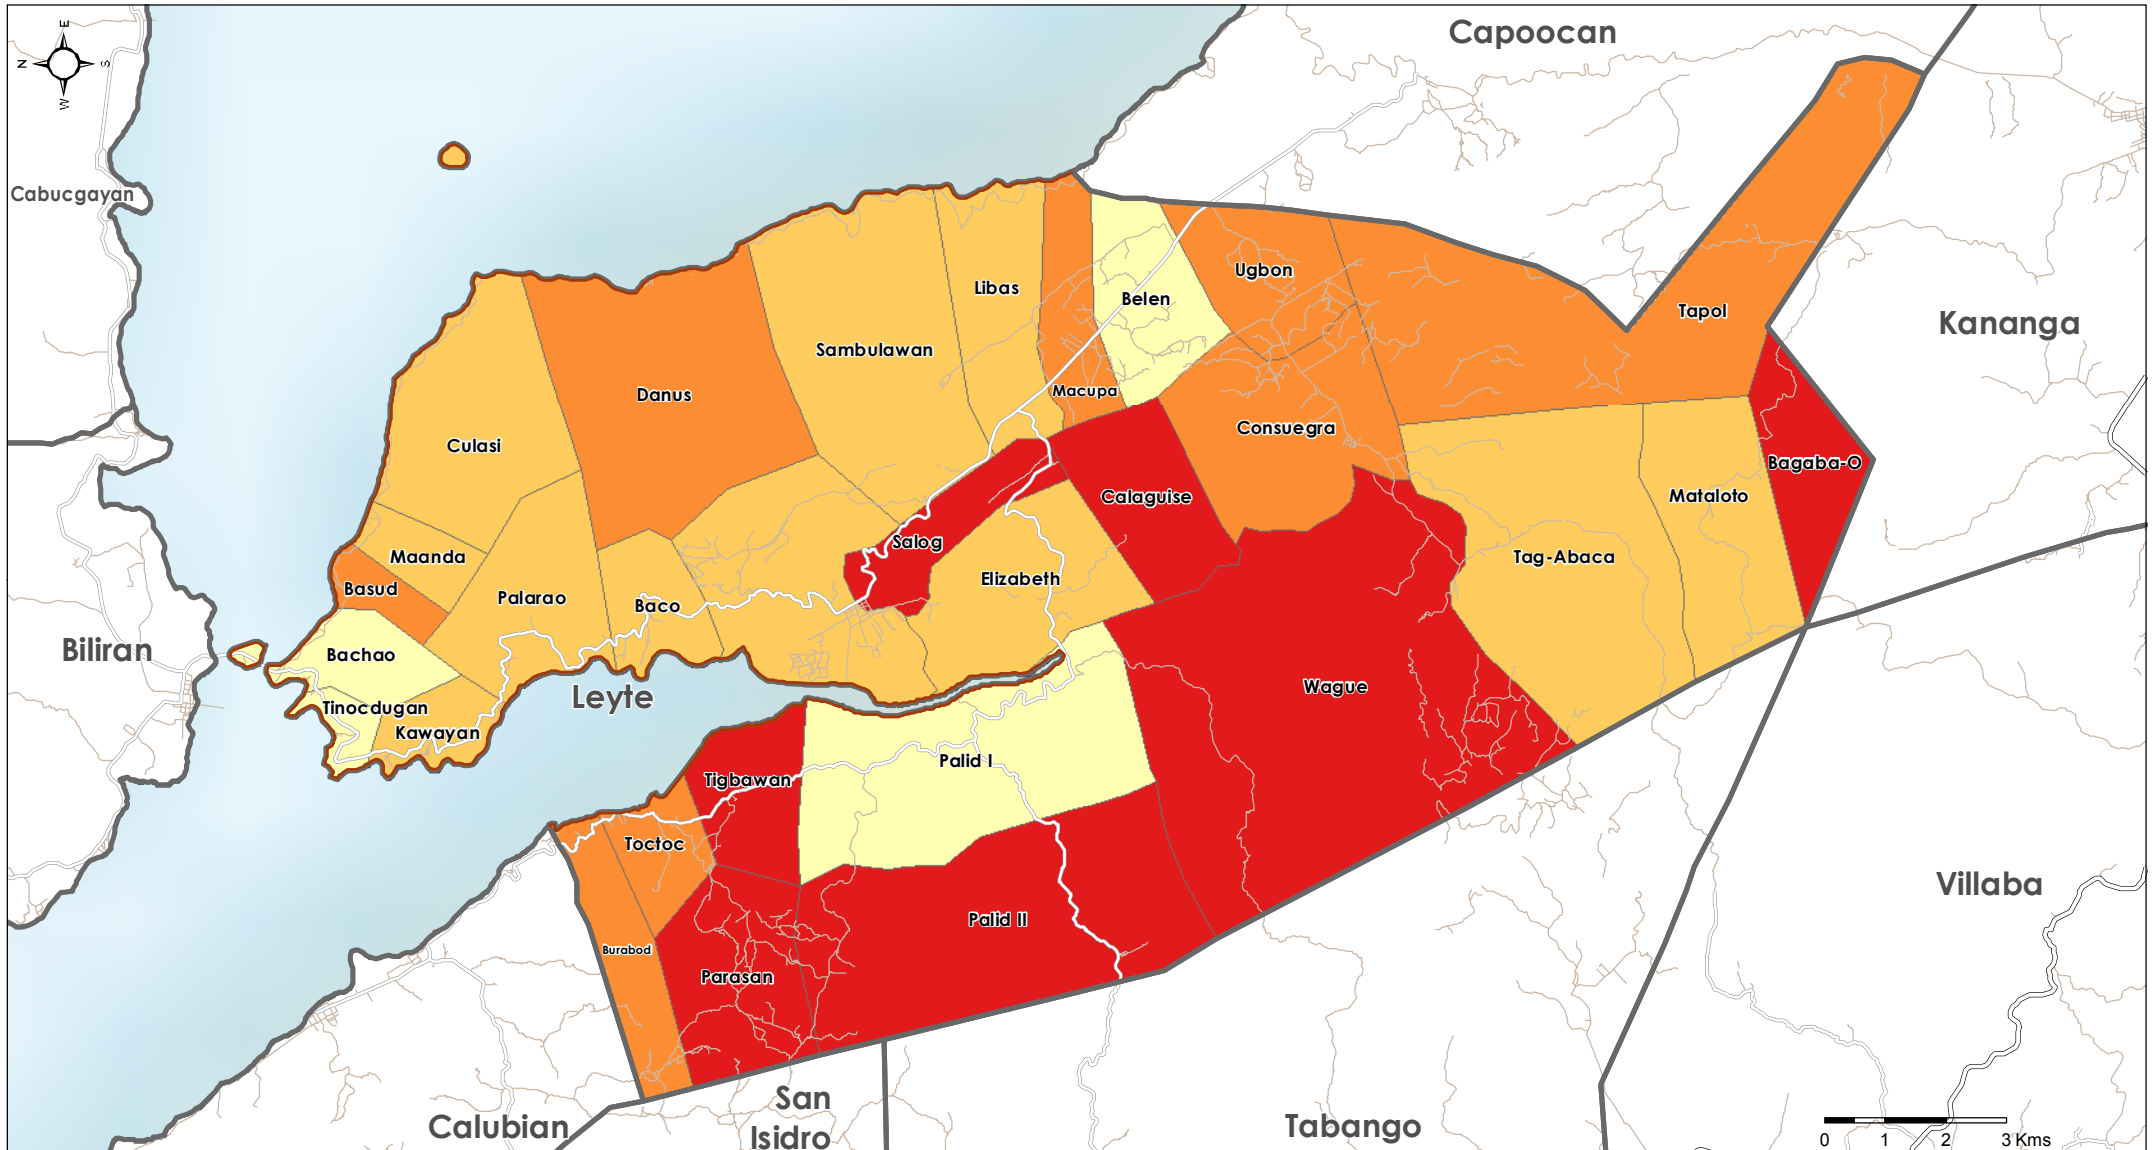 E
N
S
W
Capoocan
Cabucgayan
Ugbon
Libas
Belen
Tapol
Kananga
Sambulawan
Macupa
Danus
Consuegra
Culasi
Bagaba-O
Calaguise
Mataloto
Salog
Maanda
Tag-Abaca
Elizabeth
Basud
Palarao
Baco
Biliran
Bachao
Wague
Leyte
Tinocdugan
Kawayan
Palid I
Tigbawan
Toctoc
Villaba
Palid II
Burabod
Parasan
San
Isidro
Calubian
Tabango
0 1 2 3 Kms